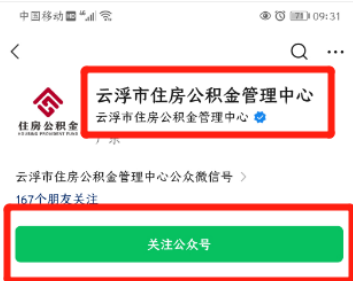 中国移动 09:31
云浮市住房公积金管理中心
云浮市住房公积金管理中心
住房公积金
广东
云浮市住房公积金管理中心公众微信号 >
167个朋友关注
关注公众号